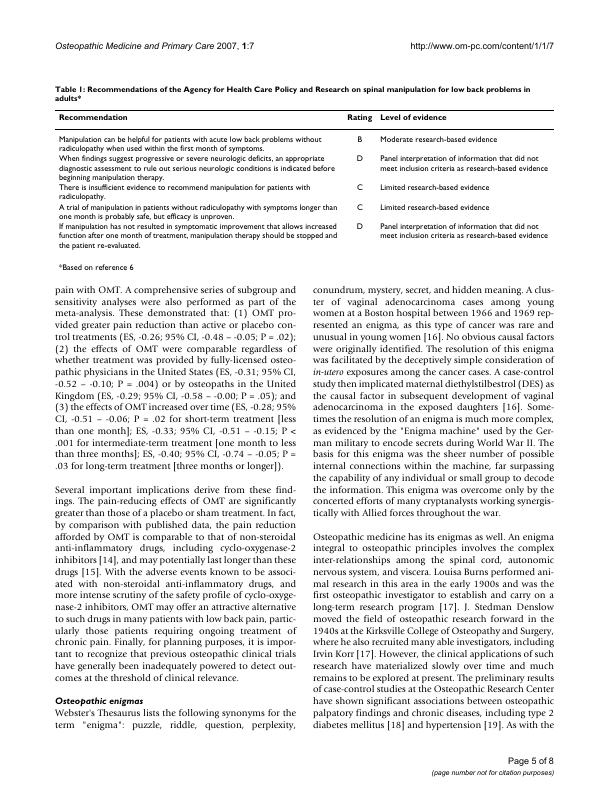 Osteopathic Medicine and Primary Care 2007, 1:7
http://www.om-pc.com/content/1/1/7
Table 1: Recommendations of the Agency for Health Care Policy and Research on spinal manipulation for low back problems in
adults*
Recommendation Rating Level of evidence
Manipulation can be helpful for patients with acute low back problems without B Moderate research-based evidence
radiculopathy when used within the first month of symptoms.
When findings suggest progressive or severe neurologic deficits, an appropriate D Panel interpretation of information that did not
diagnostic assessment to rule out serious neurologic conditions is indicated before meet inclusion criteria as research-based evidence
beginning manipulation therapy.
There is insufficient evidence to recommend manipulation for patients with C Limited research-based evidence
radiculopathy.
A trial of manipulation in patients without radiculopathy with symptoms longer than C Limited research-based evidence
one month is probably safe, but efficacy is unproven.
If manipulation has not resulted in symptomatic improvement that allows increased D Panel interpretation of information that did not
function after one month of treatment, manipulation therapy should be stopped and meet inclusion criteria as research-based evidence
the patient re-evaluated.
*Based on reference 6
pain with OMT. A comprehensive series of subgroup and
sensitivity analyses were also performed as part of the
meta-analysis. These demonstrated that: (1) OMT pro-
vided greater pain reduction than active or placebo con-
trol treatments (ES, -0.26; 95% CI, -0.48 – -0.05; P = .02);
(2) the effects of OMT were comparable regardless of
whether treatment was provided by fully-licensed osteo-
pathic physicians in the United States (ES, -0.31; 95% CI,
-0.52 – -0.10; P = .004) or by osteopaths in the United
Kingdom (ES, -0.29; 95% CI, -0.58 – -0.00; P = .05); and
(3) the effects of OMT increased over time (ES, -0.28; 95%
CI, -0.51 – -0.06; P = .02 for short-term treatment [less
than one month]; ES, -0.33; 95% CI, -0.51 – -0.15; P <
.001 for intermediate-term treatment [one month to less
than three months]; ES, -0.40; 95% CI, -0.74 – -0.05; P =
.03 for long-term treatment [three months or longer]).
Several important implications derive from these find-
ings. The pain-reducing effects of OMT are significantly
greater than those of a placebo or sham treatment. In fact,
by comparison with published data, the pain reduction
afforded by OMT is comparable to that of non-steroidal
anti-inflammatory drugs, including cyclo-oxygenase-2
inhibitors [14], and may potentially last longer than these
drugs [15]. With the adverse events known to be associ-
ated with non-steroidal anti-inflammatory drugs, and
more intense scrutiny of the safety profile of cyclo-oxyge-
nase-2 inhibitors, OMT may offer an attractive alternative
to such drugs in many patients with low back pain, partic-
ularly those patients requiring ongoing treatment of
chronic pain. Finally, for planning purposes, it is impor-
tant to recognize that previous osteopathic clinical trials
have generally been inadequately powered to detect out-
comes at the threshold of clinical relevance.
Osteopathic enigmas
Webster's Thesaurus lists the following synonyms for the
term "enigma": puzzle, riddle, question, perplexity,
conundrum, mystery, secret, and hidden meaning. A clus-
ter of vaginal adenocarcinoma cases among young
women at a Boston hospital between 1966 and 1969 rep-
resented an enigma, as this type of cancer was rare and
unusual in young women [16]. No obvious causal factors
were originally identified. The resolution of this enigma
was facilitated by the deceptively simple consideration of
in-utero exposures among the cancer cases. A case-control
study then implicated maternal diethylstilbestrol (DES) as
the causal factor in subsequent development of vaginal
adenocarcinoma in the exposed daughters [16]. Some-
times the resolution of an enigma is much more complex,
as evidenced by the "Enigma machine" used by the Ger-
man military to encode secrets during World War II. The
basis for this enigma was the sheer number of possible
internal connections within the machine, far surpassing
the capability of any individual or small group to decode
the information. This enigma was overcome only by the
concerted efforts of many cryptanalysts working synergis-
tically with Allied forces throughout the war.
Osteopathic medicine has its enigmas as well. An enigma
integral to osteopathic principles involves the complex
inter-relationships among the spinal cord, autonomic
nervous system, and viscera. Louisa Burns performed ani-
mal research in this area in the early 1900s and was the
first osteopathic investigator to establish and carry on a
long-term research program [17]. J. Stedman Denslow
moved the field of osteopathic research forward in the
1940s at the Kirksville College of Osteopathy and Surgery,
where he also recruited many able investigators, including
Irvin Korr [17]. However, the clinical applications of such
research have materialized slowly over time and much
remains to be explored at present. The preliminary results
of case-control studies at the Osteopathic Research Center
have shown significant associations between osteopathic
palpatory findings and chronic diseases, including type 2
diabetes mellitus [18] and hypertension [19]. As with the
Page 5 of 8
(page number not for citation purposes)